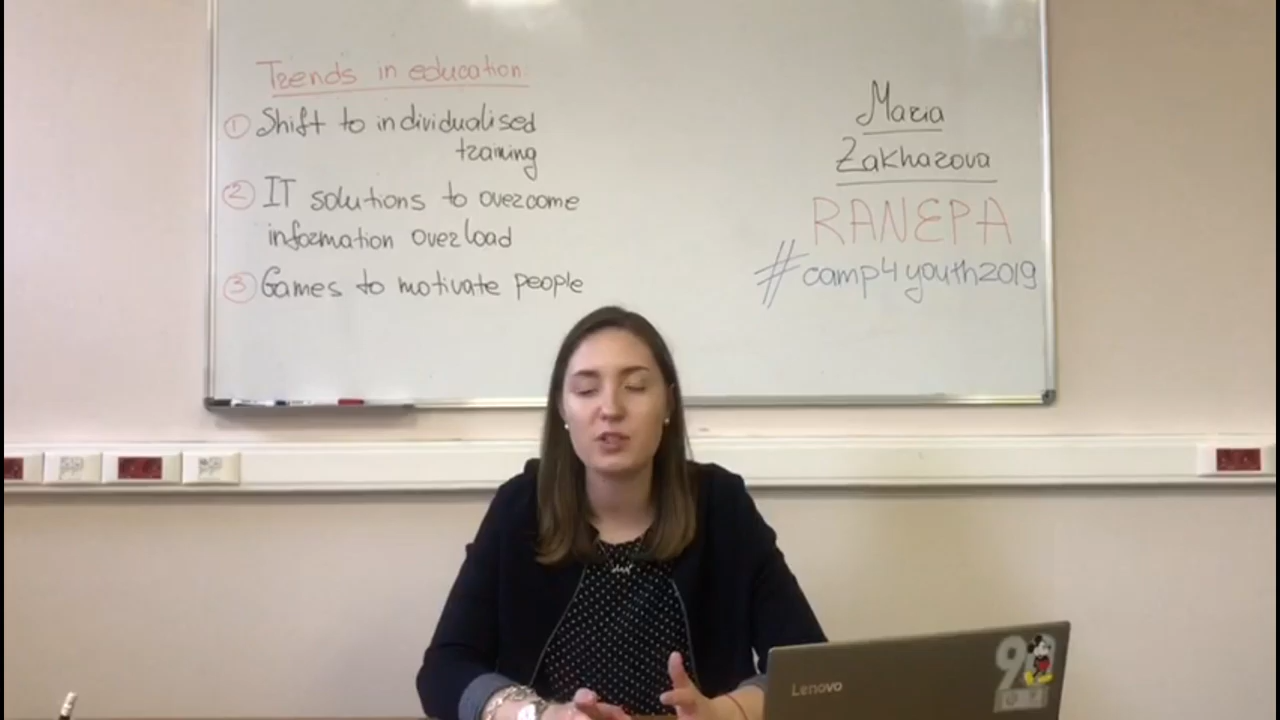 Trends in education
1 Shift to individualised
training
2 IT solutions to overcome
information overload
3 Games to motivate people
Maria
Zakharova
RANEPA
#camp4youth2019
Lenovo
90